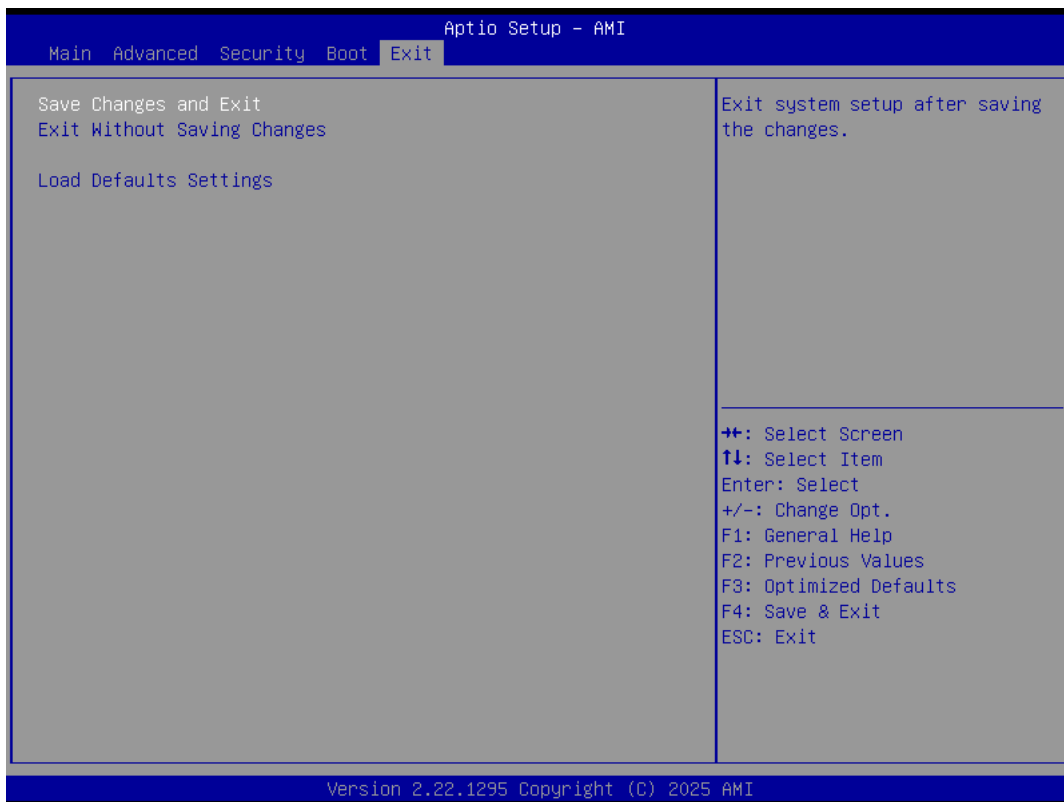 Aptio Setup – AMI
Main Advanced Security Boot Exit
Save Changes and Exit
Exit Without Saving Changes
Load Defaults Settings
Exit system setup after saving
the changes.
→←: Select Screen
↑↓: Select Item
Enter: Select
+/-: Change Opt.
F1: General Help
F2: Previous Values
F3: Optimized Defaults
F4: Save & Exit
ESC: Exit
Version 2.22.1295 Copyright (C) 2025 AMI